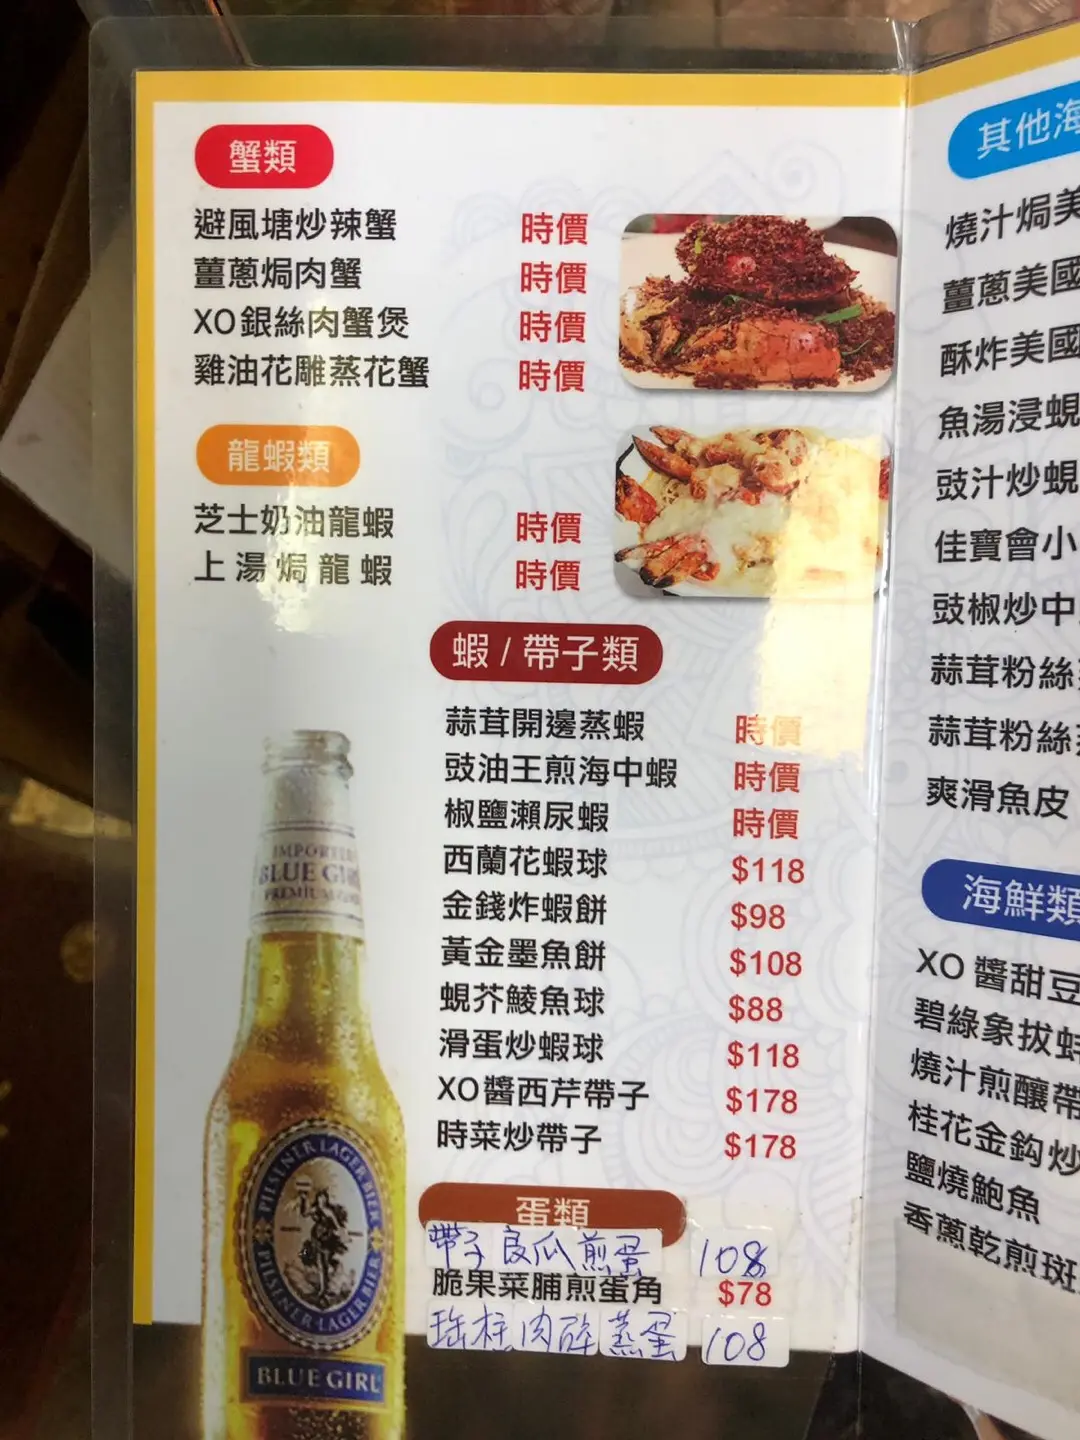 蟹類
避風塘炒辣蟹 時價
薑蔥焗肉蟹 時價
XO銀絲肉蟹煲 時價
雞油花雕蒸花蟹 時價
龍蝦類
芝士奶油龍蝦 時價
上湯焗龍蝦 時價
蝦 / 帶子類
蒜茸開邊蒸蝦 時價
豉油王煎海中蝦 時價
椒鹽瀨尿蝦 時價
西蘭花蝦球 $118
金錢炸蝦餅 $98
黃金墨魚餅 $108
蜆芥鯪魚球 $88
滑蛋炒蝦球 $118
XO醬西芹帶子 $178
時菜炒帶子 $178
蛋類
帶子良瓜煎蛋 108
脆果菜脯煎蛋角 $78
瑤柱肉碎蒸蛋 108
其他海
燒汁焗美
薑蔥美國
酥炸美國
魚湯浸蜆
豉汁炒蜆
佳寶會小
豉椒炒中
蒜茸粉絲
蒜茸粉絲
爽滑魚皮
海鮮類
XO 醬甜豆
碧綠象拔蚌
燒汁煎釀帶
桂花金鈎炒
鹽燒鮑魚
香蔥乾煎斑
IMPORTED
BLUE GIRL
PREMIUM
PILSENER LAGER BIER
PILSENER LAGER BIER
BLUE GIRL